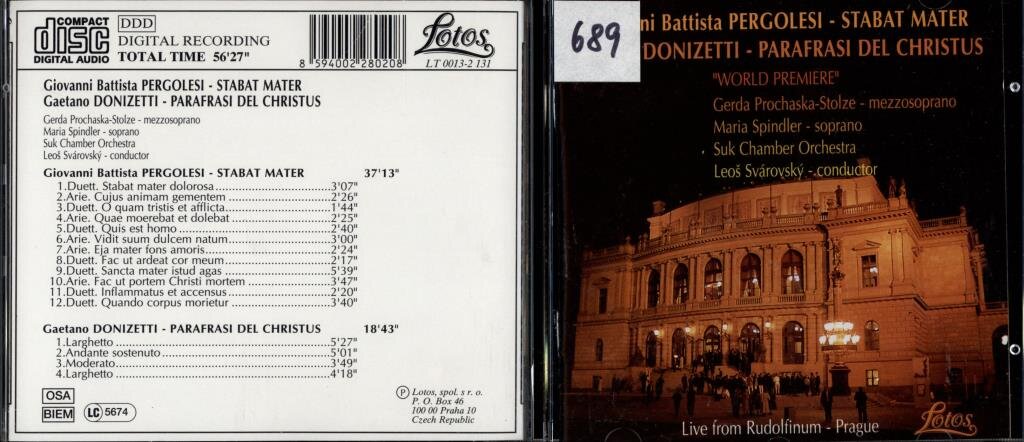 COMPACT
disc
DIGITAL AUDIO
DDD
DIGITAL RECORDING
TOTAL TIME 56'27"
8 594002 280208
Lotos
LT 0013-2 131
Giovanni Battista PERGOLESI - STABAT MATER
Gaetano DONIZETTI - PARAFRASI DEL CHRISTUS
Gerda Prochaska-Stolze - mezzosoprano
Maria Spindler - soprano
Suk Chamber Orchestra
Leoš Svárovský - conductor
Giovanni Battista PERGOLESI - STABAT MATER 37'13"
1.Duett. Stabat mater dolorosa 3'07"
2.Arie. Cujus animam gementem 2'26"
3.Duett. O quam tristis et afflicta 1'44"
4.Arie. Quae moerebat et dolebat 2'25"
5.Duett. Quis est homo 2'40"
6.Arie. Vidit suum dulcem natum 3'00"
7.Arie. Eja mater fons amoris 2'24"
8.Duett. Fac ut ardeat cor meum 2'17"
9.Duett. Sancta mater istud agas 5'39"
10.Arie. Fac ut portem Christi mortem 3'47"
11.Duett. Inflammatus et accensus 2'20"
12.Duett. Quando corpus morietur 3'40"
Gaetano DONIZETTI - PARAFRASI DEL CHRISTUS 18'43"
1.Larghetto 5'27"
2.Andante sostenuto 5'01"
3.Moderato 3'49"
4.Larghetto 4'18"
OSA
BIEM
LC 5674
℗ Lotos, spol. s r. o.
P. O. Box 46
100 00 Praha 10
Czech Republic
689
nni Battista PERGOLESI - STABAT MATER
DONIZETTI - PARAFRASI DEL CHRISTUS
"WORLD PREMIERE"
Gerda Prochaska-Stolze - mezzosoprano
Maria Spindler - soprano
Suk Chamber Orchestra
Leoš Svárovský - conductor
Live from Rudolfinum - Prague
Lotos